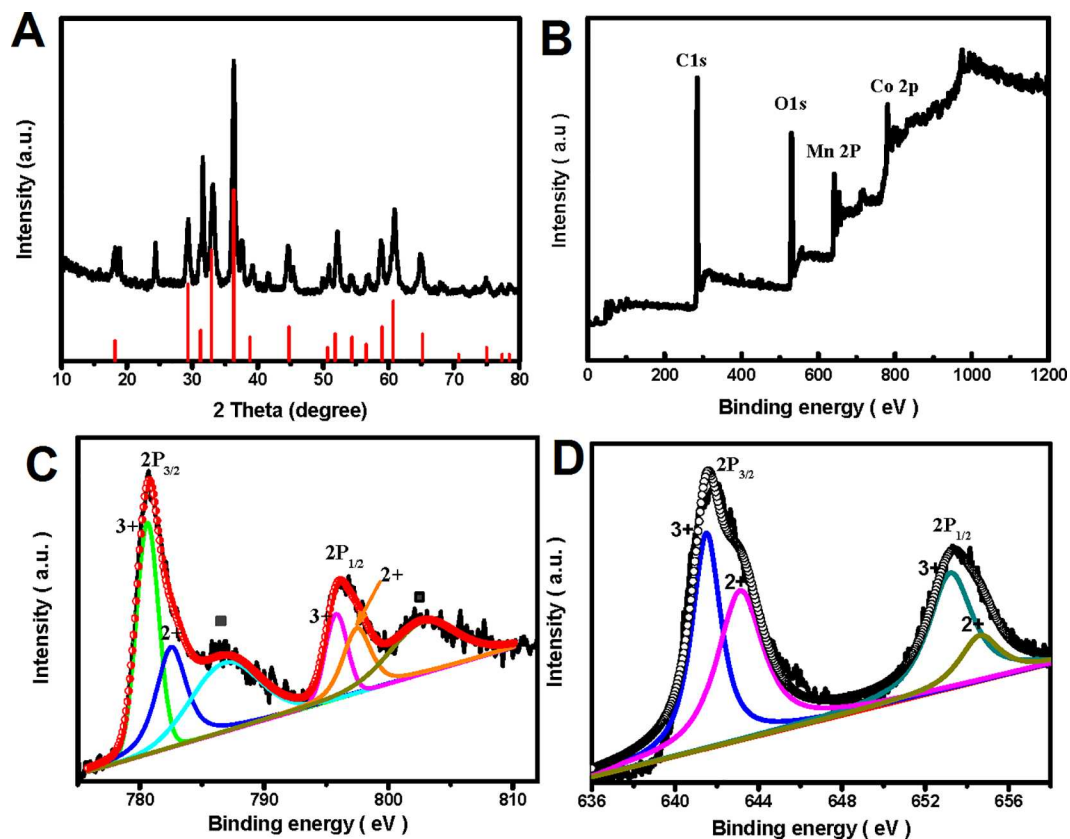 A
Intensity (a.u.)
10 20 30 40 50 60 70 80
2 Theta (degree)
B
C1s
O1s
Mn 2P
Co 2p
Intensity ( a.u )
0 200 400 600 800 1000 1200
Binding energy ( eV )
C
2P3/2
3+
2+
2P1/2
2+
3+
Intensity ( a.u. )
780 790 800 810
Binding energy ( eV )
D
2P3/2
3+
2+
2P1/2
3+
2+
Intensity ( a.u. )
636 640 644 648 652 656
Binding energy ( eV )